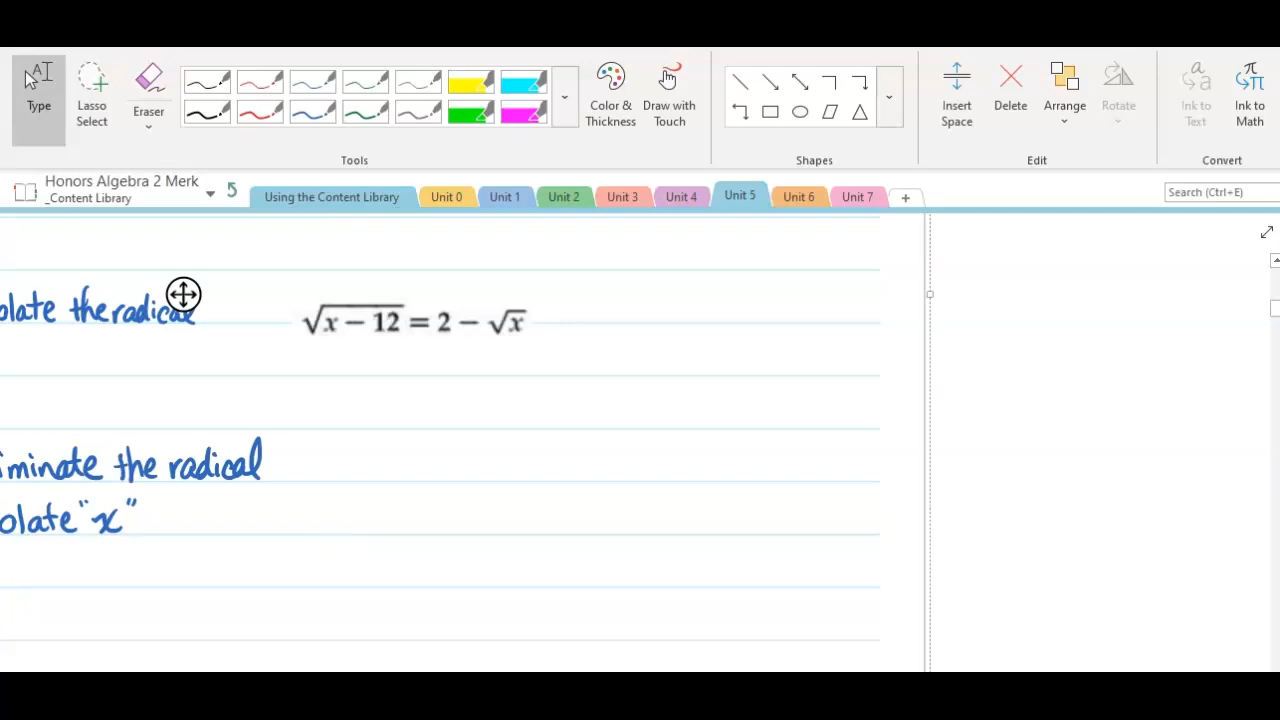 Type
Lasso Select
Eraser
Color & Thickness
Draw with Touch
Insert Space
Delete
Arrange
Rotate
Ink to Text
Ink to Math
Tools
Shapes
Edit
Convert
Honors Algebra 2 Merk
_Content Library
Using the Content Library
Unit 0
Unit 1
Unit 2
Unit 3
Unit 4
Unit 5
Unit 6
Unit 7
+
Search (Ctrl+E)
olate the radical
√(x − 12) = 2 − √x
iminate the radical
olate "x"